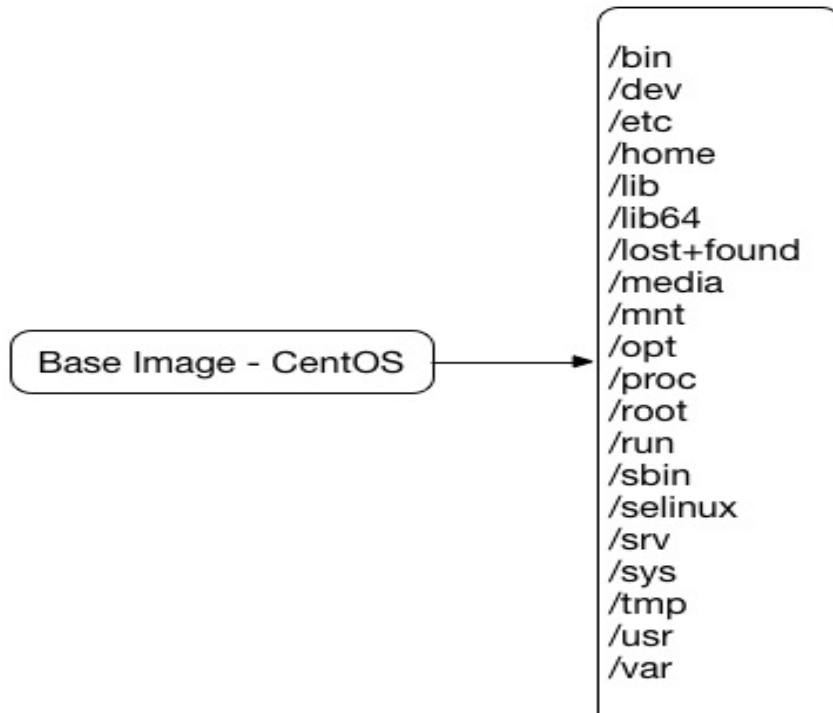 Base Image - CentOS
/bin
/dev
/etc
/home
/lib
/lib64
/lost+found
/media
/mnt
/opt
/proc
/root
/run
/sbin
/selinux
/srv
/sys
/tmp
/usr
/var